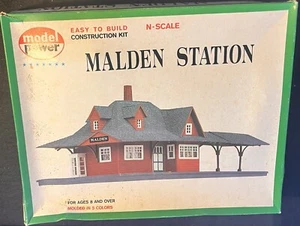 model
power
EASY TO BUILD
CONSTRUCTION KIT
N-SCALE
MALDEN STATION
MALDEN
FOR AGES 8 AND OVER
MOLDED IN 5 COLORS